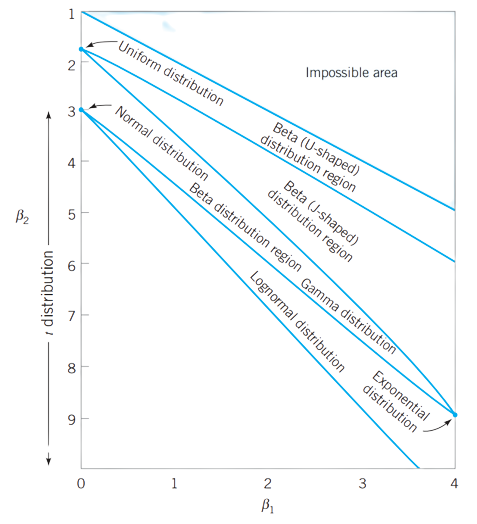 1
2
3
4
5
6
7
8
9
β2
t distribution
Uniform distribution
Impossible area
Normal distribution
Beta (U-shaped)
distribution region
Beta (J-shaped)
distribution region
Beta distribution region
Gamma distribution
Lognormal distribution
Exponential
distribution
0 1 2 3 4
β1